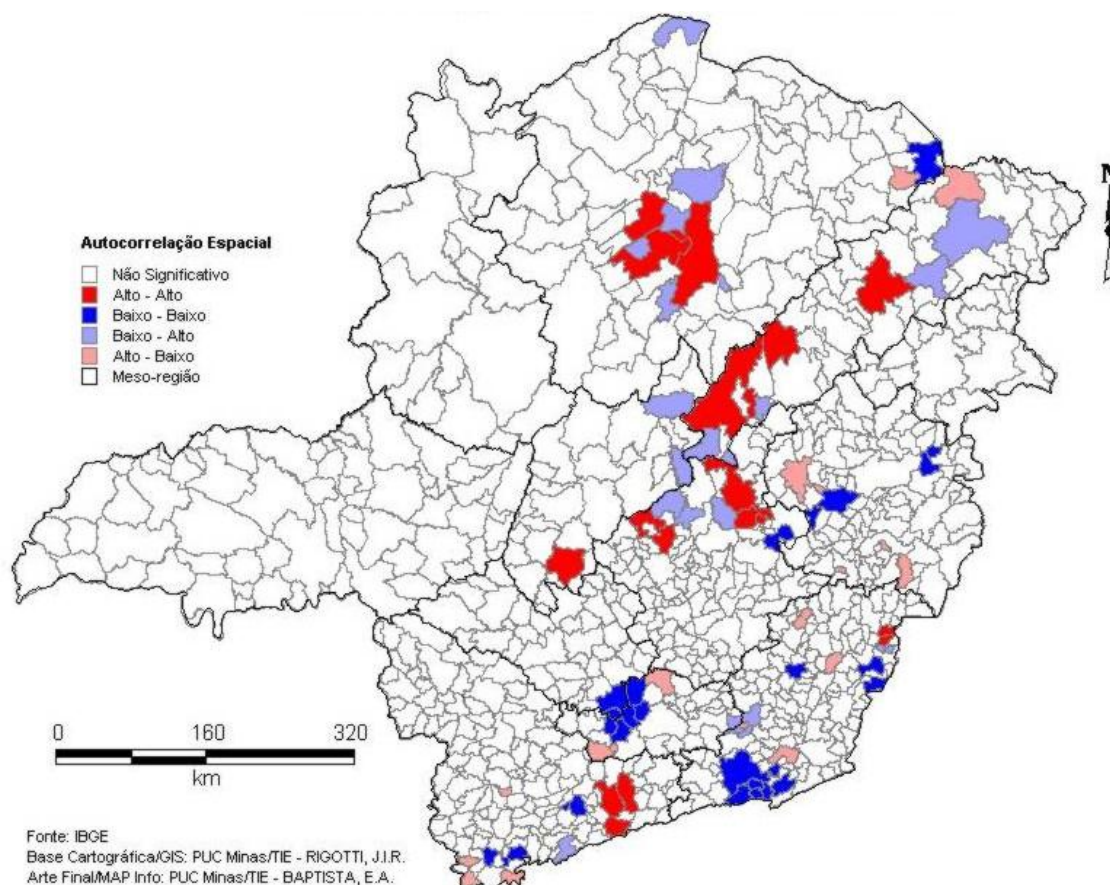 N
Autocorrelação Espacial
Não Significativo
Alto - Alto
Baixo - Baixo
Baixo - Alto
Alto - Baixo
Meso-região
0 160 320
km
Fonte: IBGE
Base Cartográfica/GIS: PUC Minas/TIE - RIGOTTI, J.I.R.
Arte Final/MAP Info: PUC Minas/TIE - BAPTISTA, E.A.